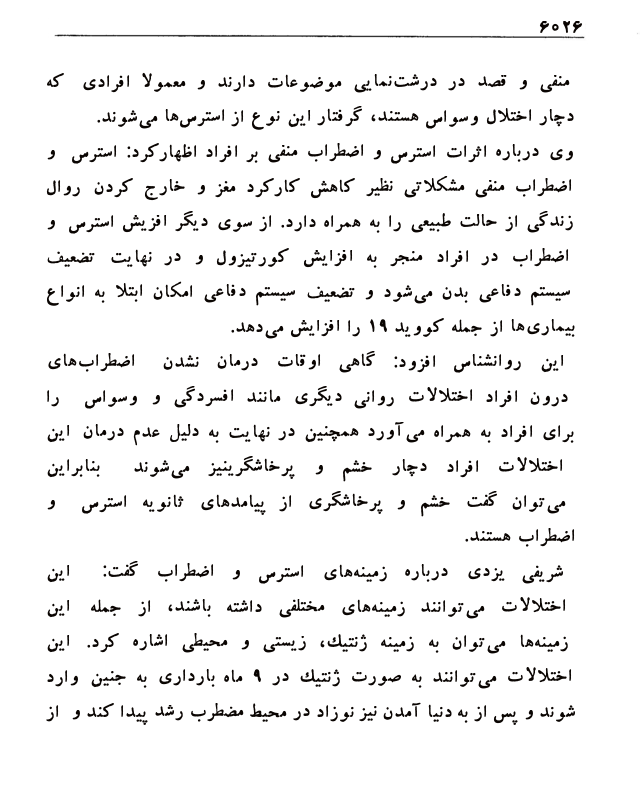 ۶۰۲۶
منفی و قصد در درشت‌نمایی موضوعات دارند و معمولا افرادی که
دچار اختلال وسواس هستند، گرفتار این نوع از استرس‌ها می‌شوند.
وی درباره اثرات استرس و اضطراب منفی بر افراد اظهارکرد: استرس و
اضطراب منفی مشکلاتی نظیر کاهش کارکرد مغز و خارج کردن روال
زندگی از حالت طبیعی را به همراه دارد. از سوی دیگر افزیش استرس و
اضطراب در افراد منجر به افزایش کورتیزول و در نهایت تضعیف
سیستم دفاعی بدن می‌شود و تضعیف سیستم دفاعی امکان ابتلا به انواع
بیماری‌ها از جمله کووید ۱۹ را افزایش می‌دهد.
این روانشناس افزود: گاهی اوقات درمان نشدن اضطراب‌های
درون افراد اختلالات روانی دیگری مانند افسردگی و وسواس را
برای افراد به همراه می‌آورد همچنین در نهایت به دلیل عدم درمان این
اختلالات افراد دچار خشم و پرخاشگرینیز می‌شوند بنابراین
می‌توان گفت خشم و پرخاشگری از پیامدهای ثانویه استرس و
اضطراب هستند.
شریفی یزدی درباره زمینه‌های استرس و اضطراب گفت: این
اختلالات می‌توانند زمینه‌های مختلفی داشته باشند، از جمله این
زمینه‌ها می‌توان به زمینه ژنتیك، زیستی و محیطی اشاره کرد. این
اختلالات می‌توانند به صورت ژنتیك در ۹ ماه بارداری به جنین وارد
شوند و پس از به دنیا آمدن نیز نوزاد در محیط مضطرب رشد پیدا کند و از